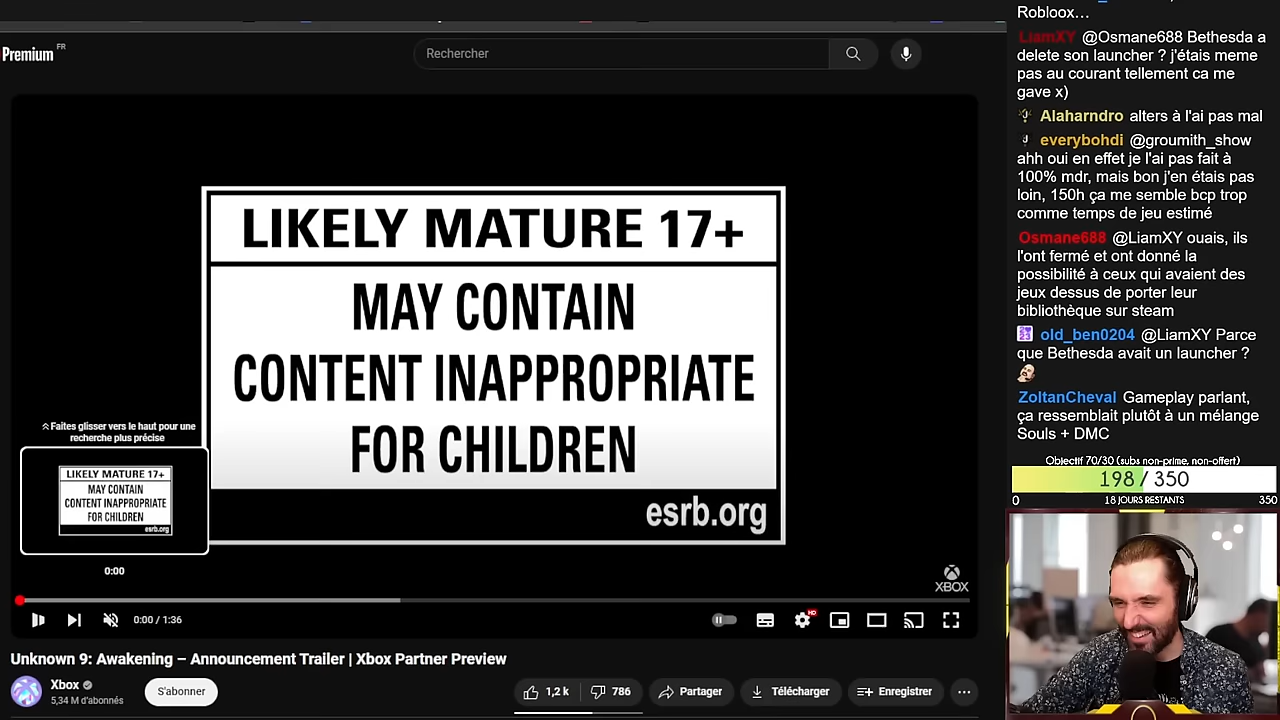 Premium FR
Rechercher
LIKELY MATURE 17+
MAY CONTAIN
CONTENT INAPPROPRIATE
FOR CHILDREN
esrb.org
Faites glisser vers le haut pour une
recherche plus précise
LIKELY MATURE 17+
MAY CONTAIN
CONTENT INAPPROPRIATE
FOR CHILDREN
esrb.org
0:00
XBOX
0:00 / 1:36
HD
Unknown 9: Awakening – Announcement Trailer | Xbox Partner Preview
Xbox
5,34 M d'abonnés
S'abonner
1,2 k
786
Partager
Télécharger
Enregistrer
Robloox…
LiamXY @Osmane688 Bethesda a
delete son launcher ? j'étais meme
pas au courant tellement ca me
gave x)
Alaharndro alters à l'ai pas mal
everybohdi @groumith_show
ahh oui en effet je l'ai pas fait à
100% mdr, mais bon j'en étais pas
loin, 150h ça me semble bcp trop
comme temps de jeu estimé
Osmane688 @LiamXY ouais, ils
l'ont fermé et ont donné la
possibilité à ceux qui avaient des
jeux dessus de porter leur
bibliothèque sur steam
old_ben0204 @LiamXY Parce
que Bethesda avait un launcher ?
ZoltanCheval Gameplay parlant,
ça ressemblait plutôt à un mélange
Souls + DMC
Objectif 70/30 (subs non-prime, non-offert)
198 / 350
0 18 JOURS RESTANTS 350